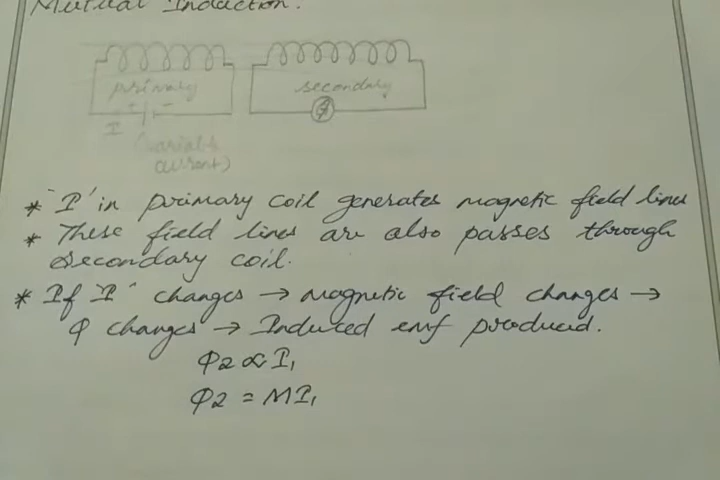 Mutual Induction.
primary
secondary
+ -
G
I
(variable
current)
* "I' in primary coil generates magnetic field lines
* These field lines are also passes through
secondary coil.
* If "I" changes → magnetic field changes →
φ changes → Induced emf produced.
φ2 ∝ I1
φ2 = MI1